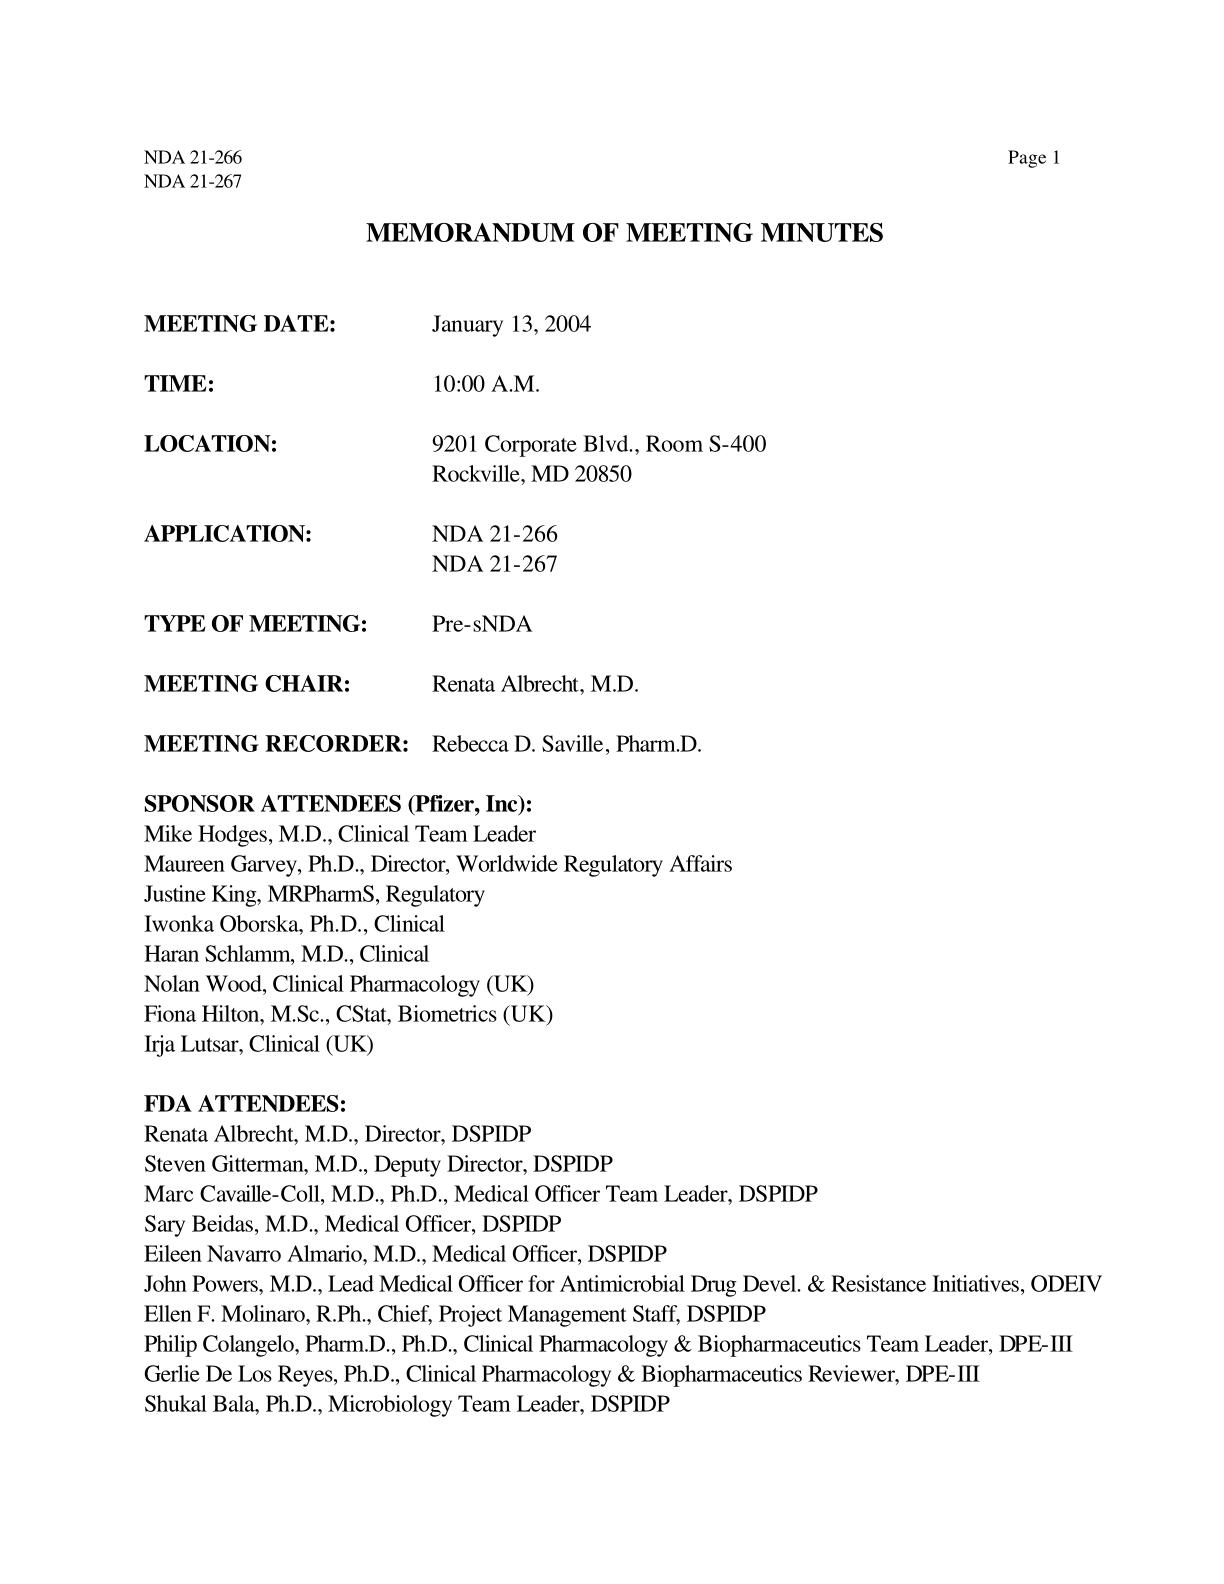 NDA 21-266 Page 1
NDA 21-267
MEMORANDUM OF MEETING MINUTES
MEETING DATE: January 13, 2004
TIME: 10:00 A.M.
LOCATION: 9201 Corporate Blvd., Room S-400
Rockville, MD 20850
APPLICATION: NDA 21-266
NDA 21-267
TYPE OF MEETING: Pre-sNDA
MEETING CHAIR: Renata Albrecht, M.D.
MEETING RECORDER: Rebecca D. Saville, Pharm.D.
SPONSOR ATTENDEES (Pfizer, Inc):
Mike Hodges, M.D., Clinical Team Leader
Maureen Garvey, Ph.D., Director, Worldwide Regulatory Affairs
Justine King, MRPharmS, Regulatory
Iwonka Oborska, Ph.D., Clinical
Haran Schlamm, M.D., Clinical
Nolan Wood, Clinical Pharmacology (UK)
Fiona Hilton, M.Sc., CStat, Biometrics (UK)
Irja Lutsar, Clinical (UK)
FDA ATTENDEES:
Renata Albrecht, M.D., Director, DSPIDP
Steven Gitterman, M.D., Deputy Director, DSPIDP
Marc Cavaille-Coll, M.D., Ph.D., Medical Officer Team Leader, DSPIDP
Sary Beidas, M.D., Medical Officer, DSPIDP
Eileen Navarro Almario, M.D., Medical Officer, DSPIDP
John Powers, M.D., Lead Medical Officer for Antimicrobial Drug Devel. & Resistance Initiatives, ODEIV
Ellen F. Molinaro, R.Ph., Chief, Project Management Staff, DSPIDP
Philip Colangelo, Pharm.D., Ph.D., Clinical Pharmacology & Biopharmaceutics Team Leader, DPE-III
Gerlie De Los Reyes, Ph.D., Clinical Pharmacology & Biopharmaceutics Reviewer, DPE-III
Shukal Bala, Ph.D., Microbiology Team Leader, DSPIDP